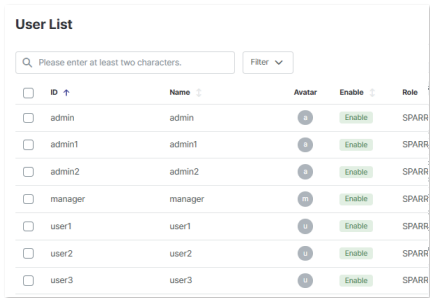 User List
Please enter at least two characters. Filter
ID Name Avatar Enable Role
admin admin a Enable SPARR
admin1 admin1 a Enable SPARR
admin2 admin2 a Enable SPARR
manager manager m Enable SPARR
user1 user1 u Enable SPARR
user2 user2 u Enable SPARR
user3 user3 u Enable SPARR